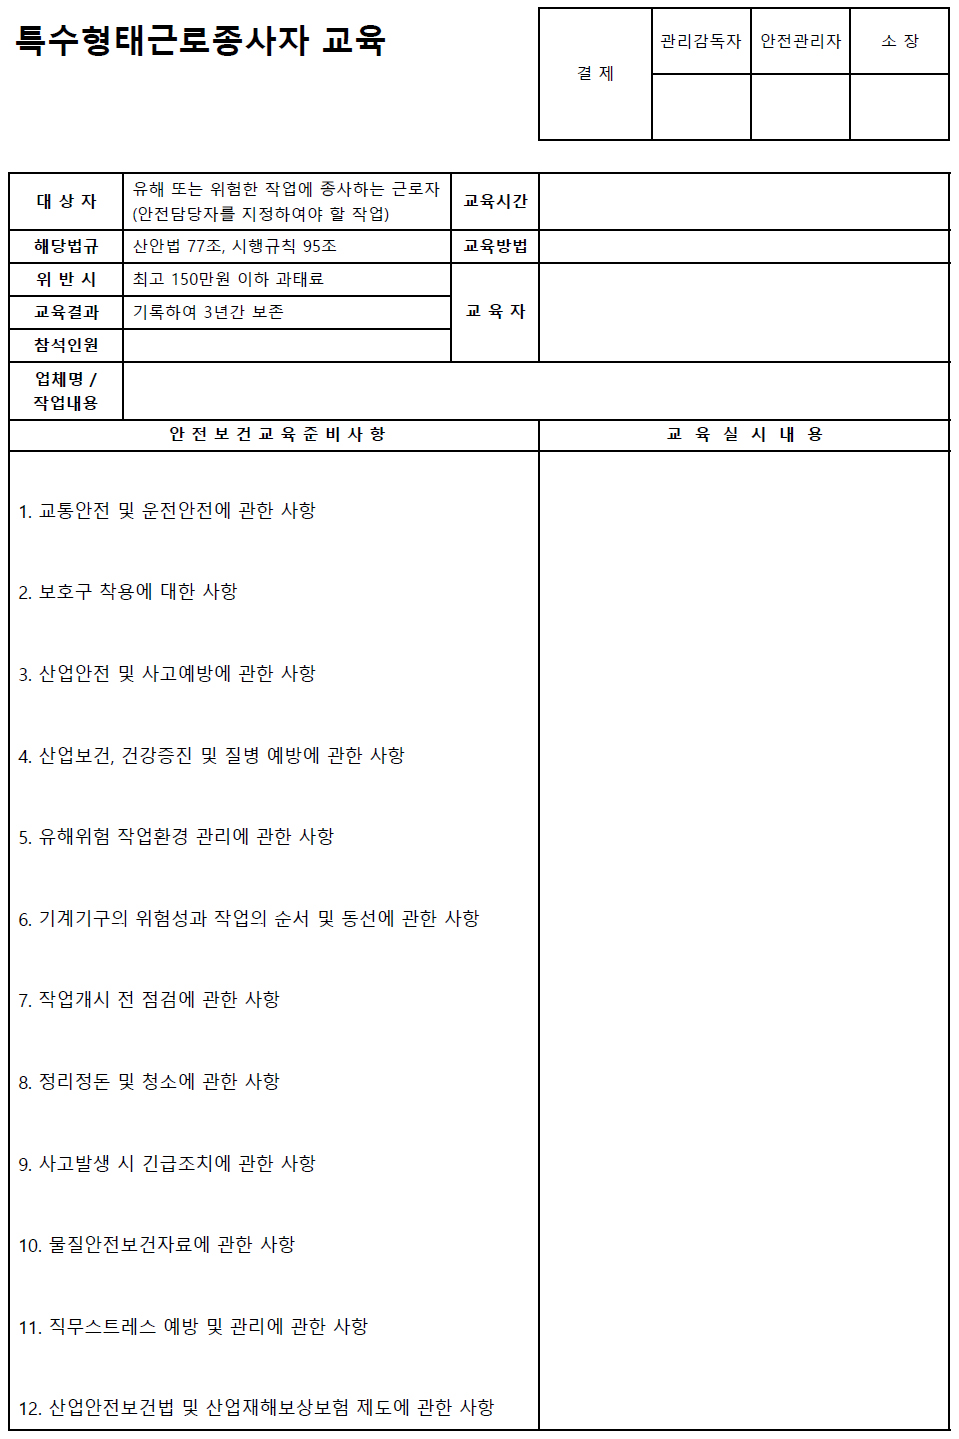 특수형태근로종사자 교육
결 제
관리감독자
안전관리자
소 장
대 상 자
유해 또는 위험한 작업에 종사하는 근로자
(안전담당자를 지정하여야 할 작업)
교육시간
해당법규
산안법 77조, 시행규칙 95조
교육방법
위 반 시
최고 150만원 이하 과태료
교 육 자
교육결과
기록하여 3년간 보존
참석인원
업체명 /
작업내용
안 전 보 건 교 육 준 비 사 항
교 육 실 시 내 용
1. 교통안전 및 운전안전에 관한 사항
2. 보호구 착용에 대한 사항
3. 산업안전 및 사고예방에 관한 사항
4. 산업보건, 건강증진 및 질병 예방에 관한 사항
5. 유해위험 작업환경 관리에 관한 사항
6. 기계기구의 위험성과 작업의 순서 및 동선에 관한 사항
7. 작업개시 전 점검에 관한 사항
8. 정리정돈 및 청소에 관한 사항
9. 사고발생 시 긴급조치에 관한 사항
10. 물질안전보건자료에 관한 사항
11. 직무스트레스 예방 및 관리에 관한 사항
12. 산업안전보건법 및 산업재해보상보험 제도에 관한 사항